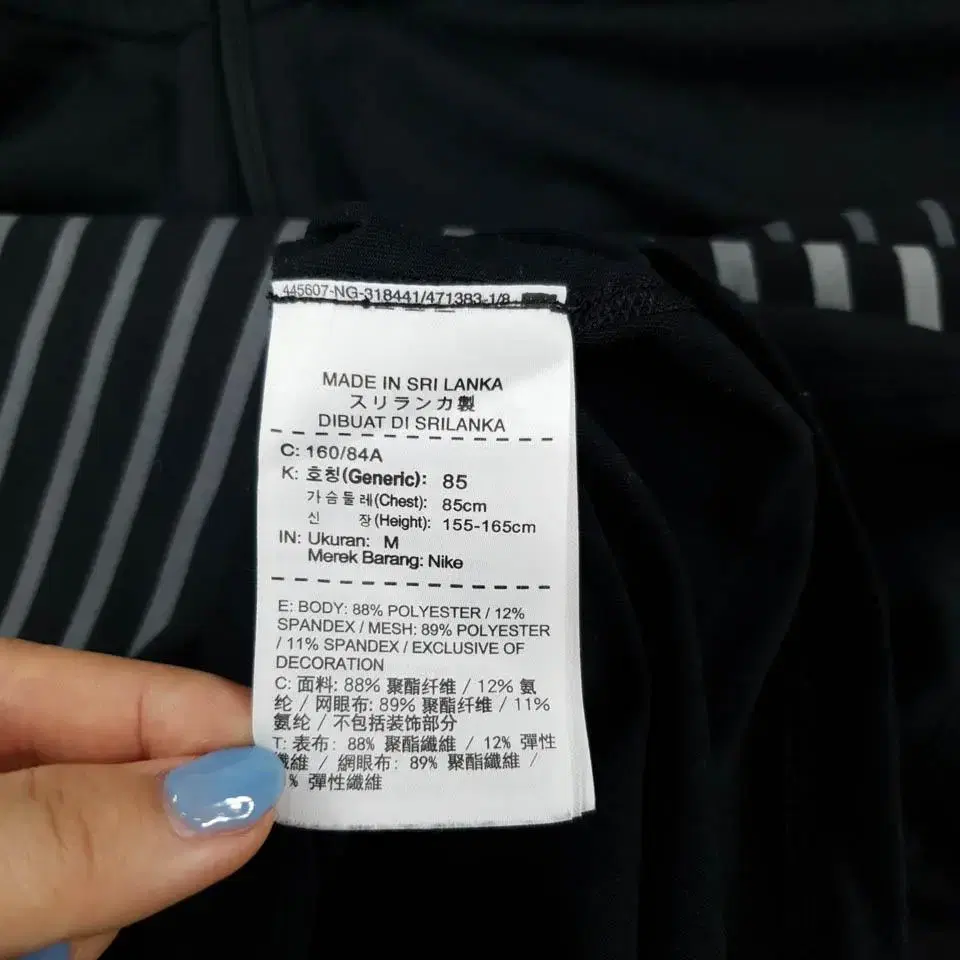 445607-NG-318441/471383-1/8
MADE IN SRI LANKA
スリランカ製
DIBUAT DI SRILANKA
C: 160/84A
K: 호칭(Generic): 85
가슴둘레(Chest): 85cm
신 장(Height): 155-165cm
IN: Ukuran: M
Merek Barang: Nike
E: BODY: 88% POLYESTER / 12%
SPANDEX / MESH: 89% POLYESTER
/ 11% SPANDEX / EXCLUSIVE OF
DECORATION
C: 面料: 88% 聚酯纤维 / 12% 氨
纶 / 网眼布: 89% 聚酯纤维 / 11%
氨纶 / 不包括装饰部分
T: 表布: 88% 聚酯纖維 / 12% 彈性
纖維 / 網眼布: 89% 聚酯纖維 /
% 彈性纖維